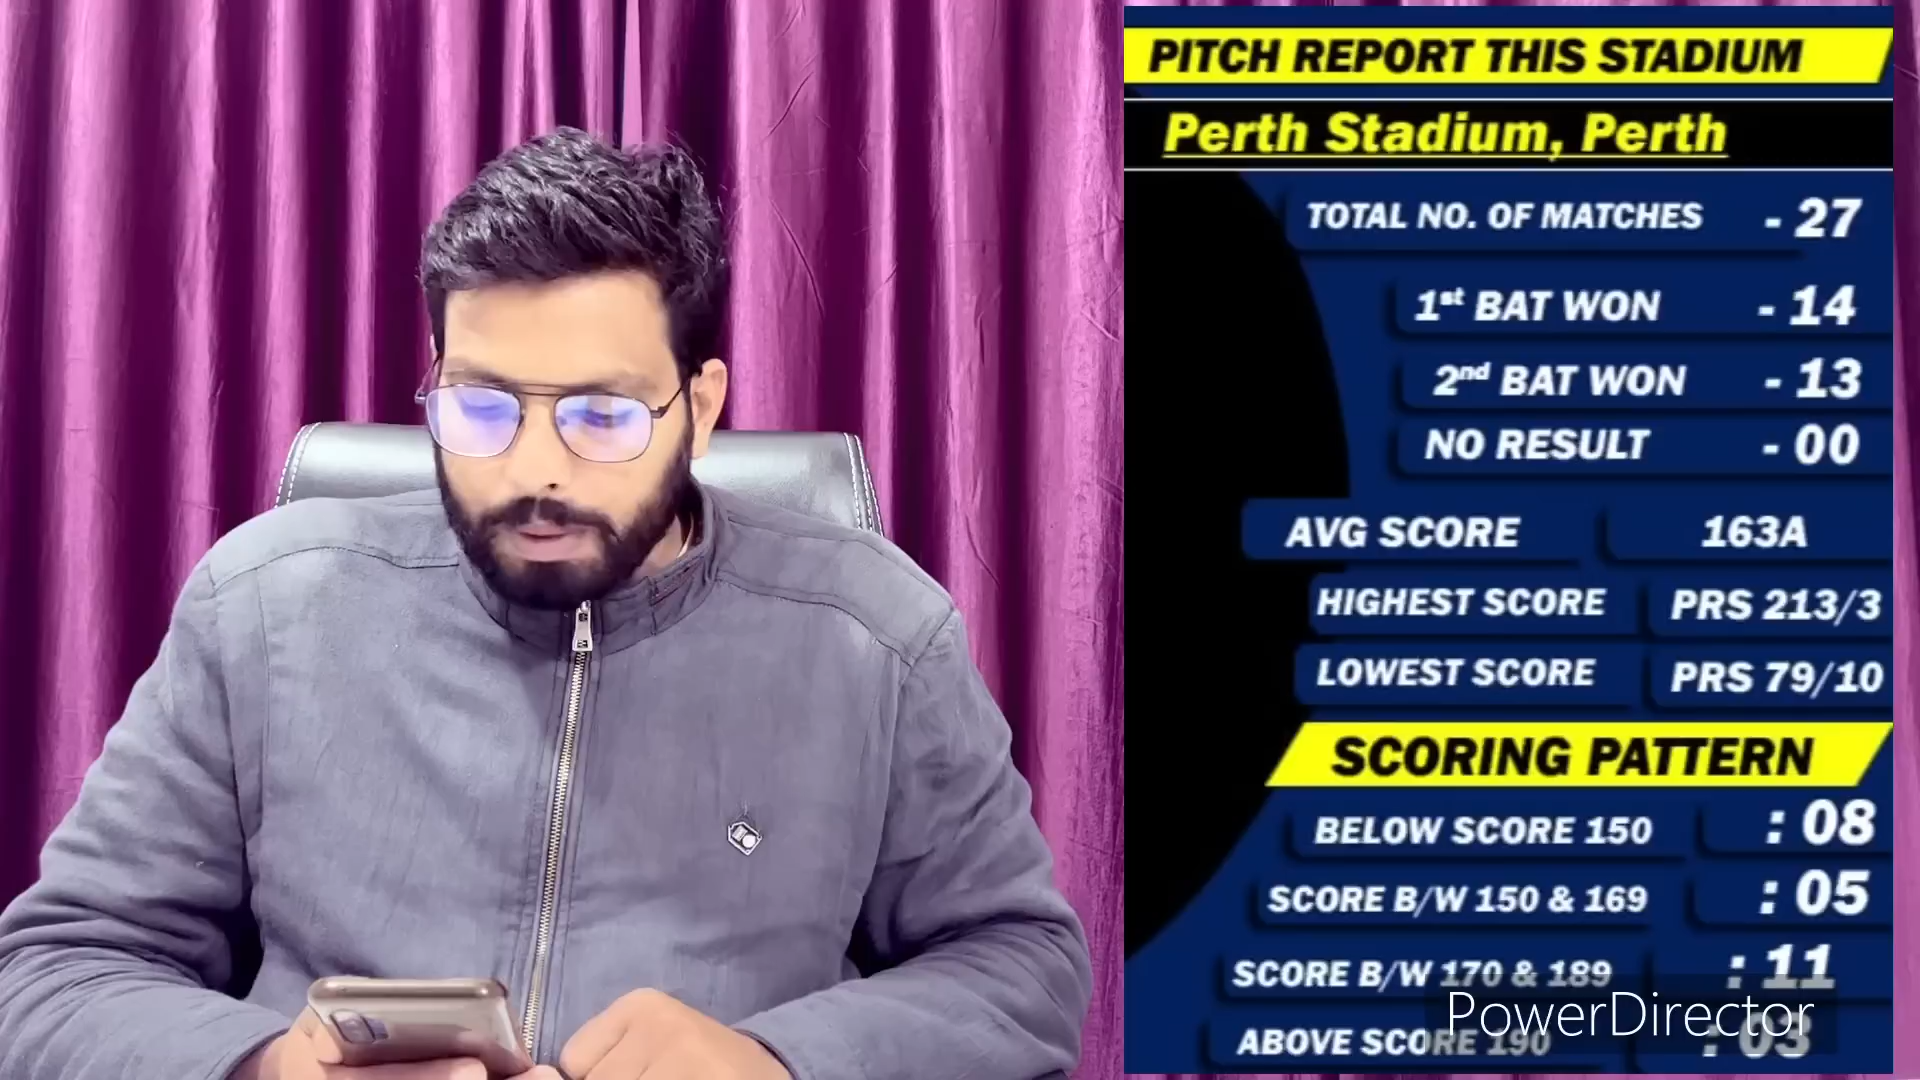 PITCH REPORT THIS STADIUM
Perth Stadium, Perth
TOTAL NO. OF MATCHES - 27
1st BAT WON - 14
2nd BAT WON - 13
NO RESULT - 00
AVG SCORE 163A
HIGHEST SCORE PRS 213/3
LOWEST SCORE PRS 79/10
SCORING PATTERN
BELOW SCORE 150 : 08
SCORE B/W 150 & 169 : 05
SCORE B/W 170 & 189 : 11
PowerDirector
ABOVE SCORE 190 : 03